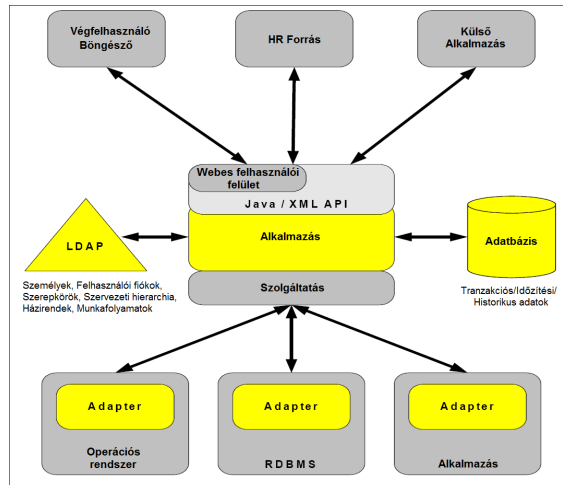 Végfelhasználó
Böngésző
HR Forrás
Külső
Alkalmazás
Webes felhasználói
felület
Java / XML API
LDAP
Alkalmazás
Adatbázis
Személyek, Felhasználói fiókok,
Szerepkörök, Szervezeti hierarchia,
Házirendek, Munkafolyamatok
Szolgáltatás
Tranzakciós/Időzítési/
Historikus adatok
Adapter
Adapter
Adapter
Operációs
rendszer
RDBMS
Alkalmazás